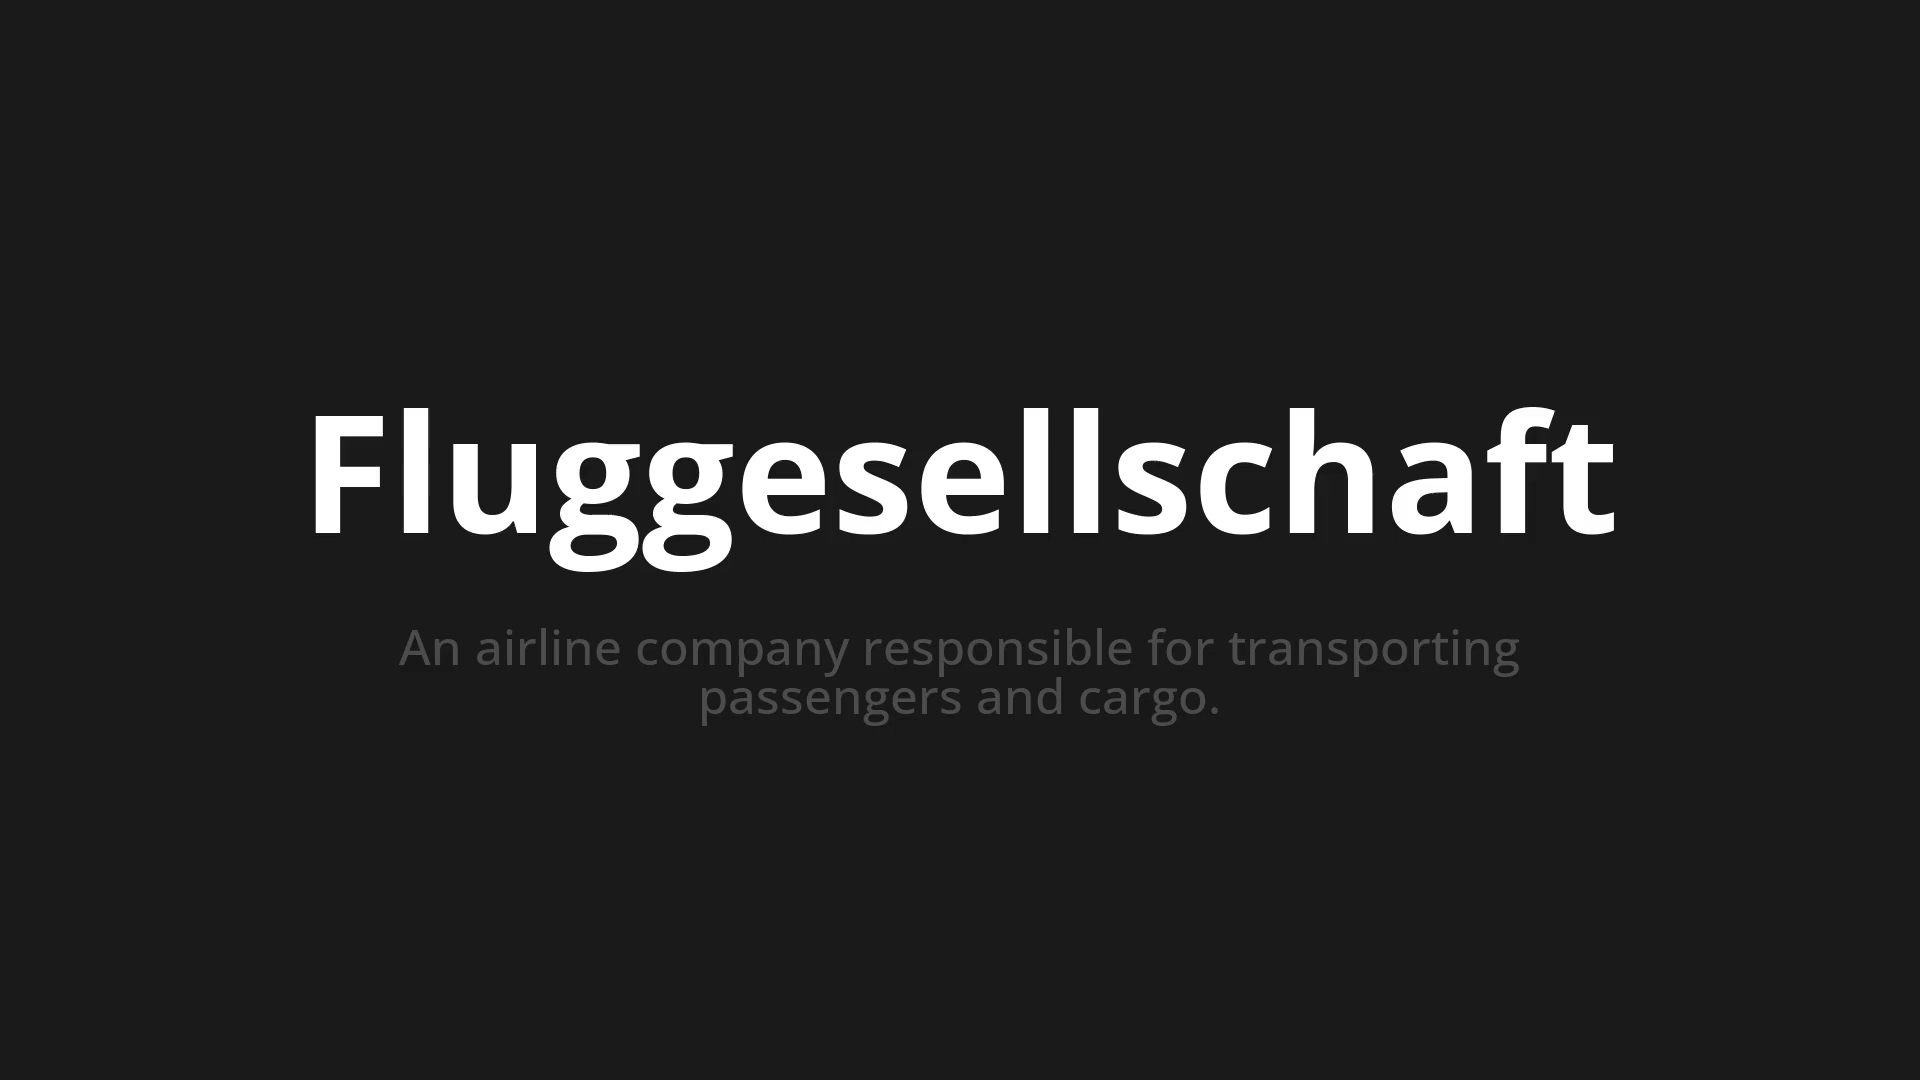 Fluggesellschaft
An airline company responsible for transporting
passengers and cargo.